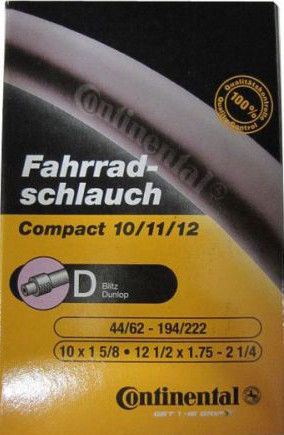 Qualitätskontrolle
100%
Quality Control
Continental
Fahrrad-
schlauch
Compact 10/11/12
D Blitz
Dunlop
44/62 - 194/222
10 x 1 5/8 • 12 1/2 x 1.75 - 2 1/4
Continental
GET THE GRIP